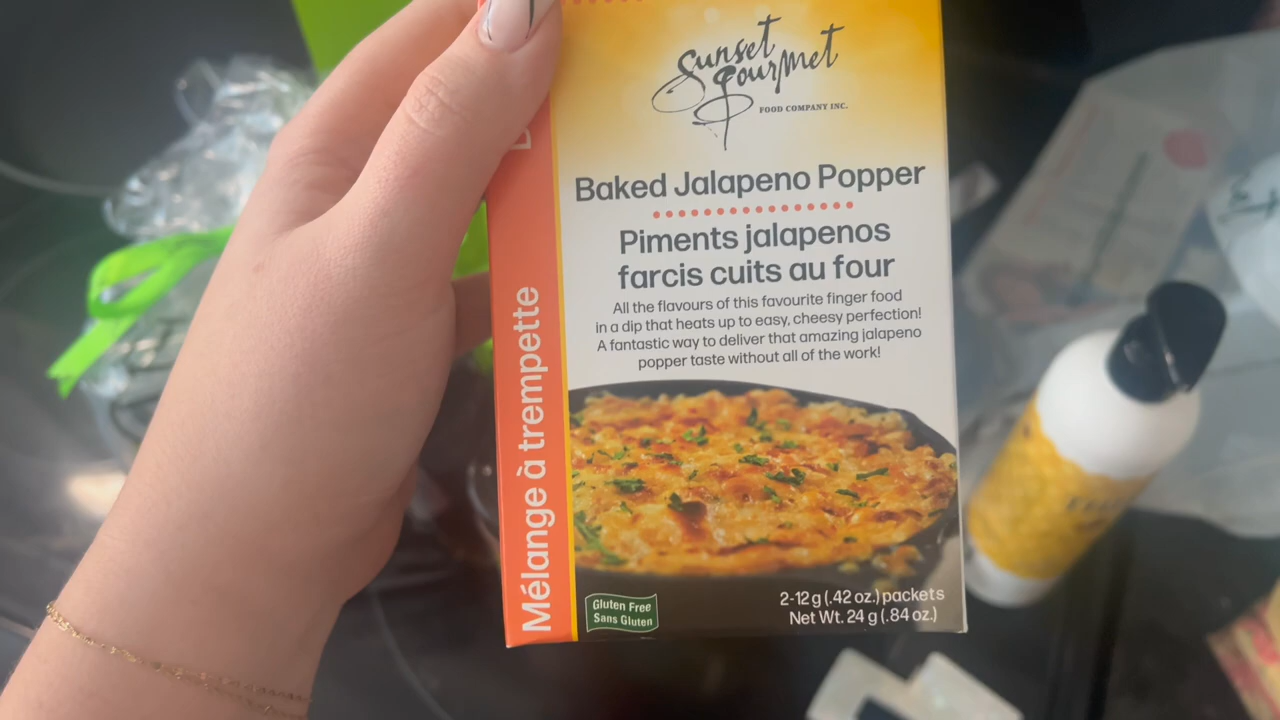 Sunset
gourmet
FOOD COMPANY INC.
Baked Jalapeno Popper
Piments jalapenos
farcis cuits au four
All the flavours of this favourite finger food
in a dip that heats up to easy, cheesy perfection!
A fantastic way to deliver that amazing jalapeno
popper taste without all of the work!
Mélange à trempette
Gluten Free
Sans Gluten
2-12 g (.42 oz.) packets
Net Wt. 24 g (.84 oz.)